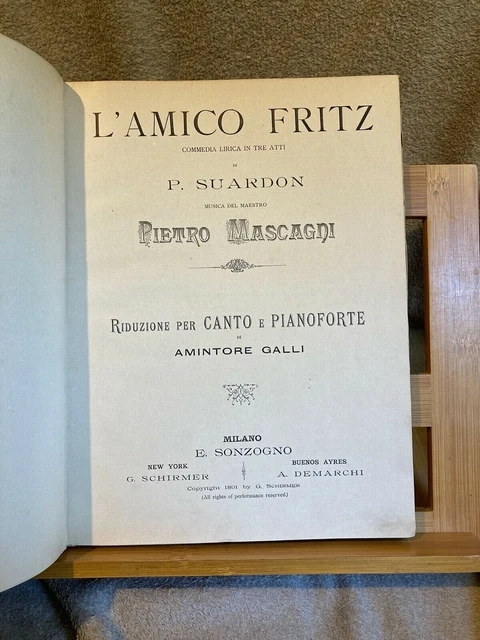 L'AMICO FRITZ
COMMEDIA LIRICA IN TRE ATTI
DI
P. SUARDON
MUSICA DEL MAESTRO
PIETRO MASCAGNI
RIDUZIONE PER CANTO E PIANOFORTE
DI
AMINTORE GALLI
MILANO
E. SONZOGNO
NEW YORK
G. SCHIRMER
BUENOS AYRES
A. DEMARCHI
Copyright 1891 by G. Schirmer
(All rights of performance reserved.)